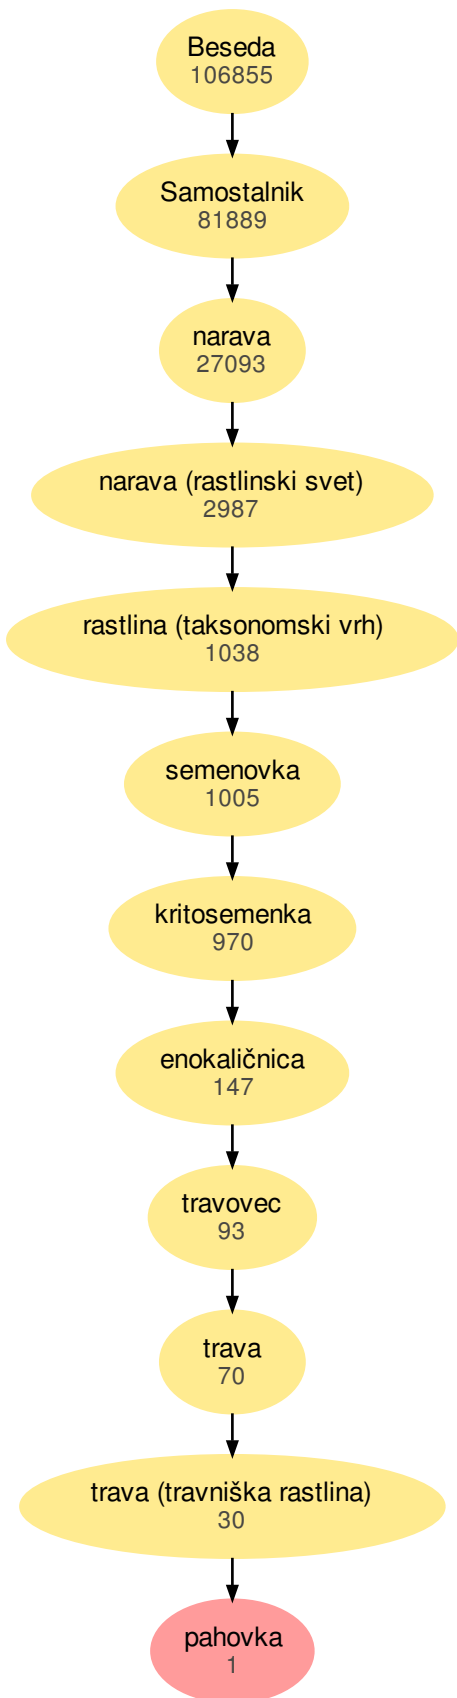 Beseda
106855
Samostalnik
81889
narava
27093
narava (rastlinski svet)
2987
rastlina (taksonomski vrh)
1038
semenovka
1005
kritosemenka
970
enokaličnica
147
travovec
93
trava
70
trava (travniška rastlina)
30
pahovka
1